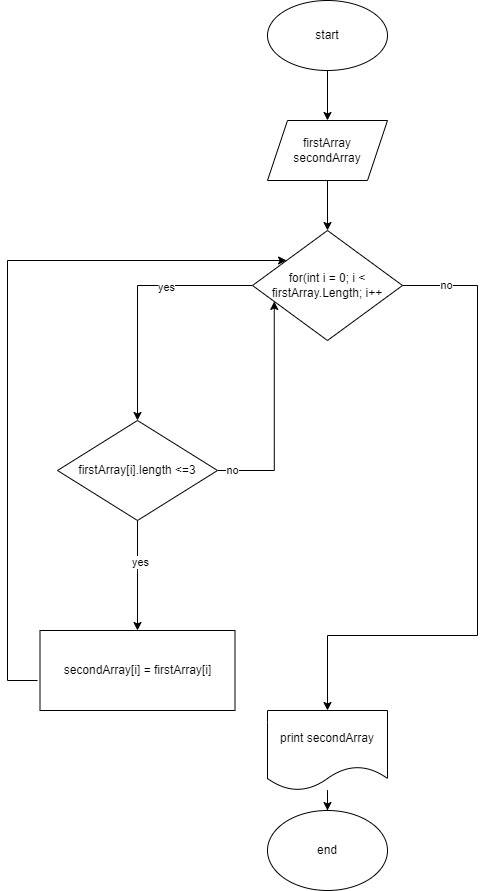 start
firstArray
secondArray
for(int i = 0; i <
firstArray.Length; i++
yes
no
firstArray[i].length <=3
no
yes
secondArray[i] = firstArray[i]
print secondArray
end